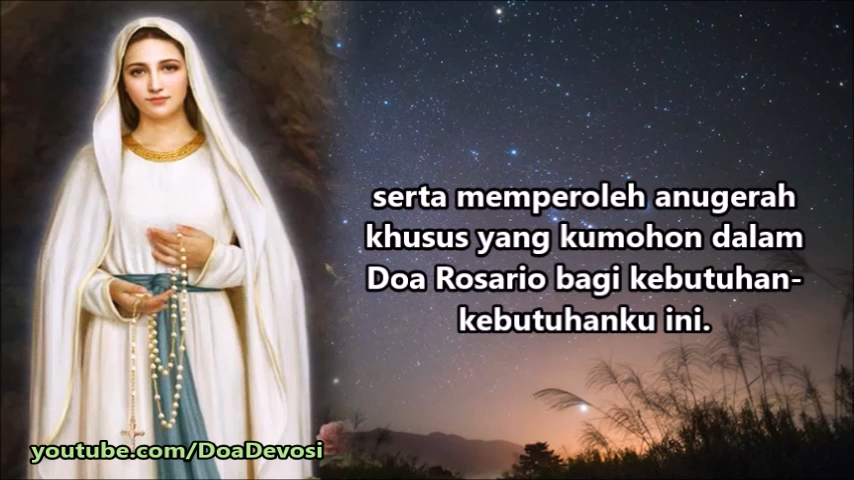 serta memperoleh anugerah
khusus yang kumohon dalam
Doa Rosario bagi kebutuhan-
kebutuhanku ini.
youtube.com/DoaDevosi